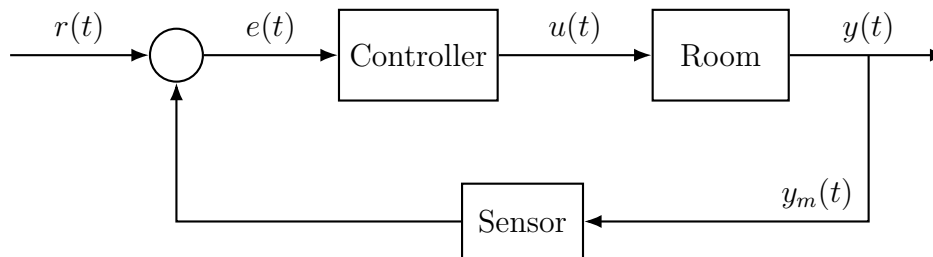 r(t)
e(t)
Controller
u(t)
Room
y(t)
y_m(t)
Sensor